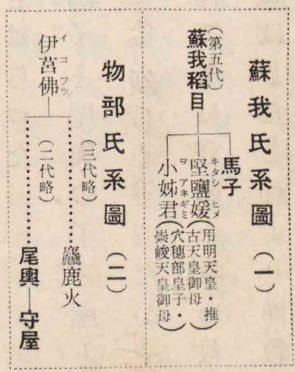 蘇我氏系圖(一)
(第五代)
蘇我稻目
馬子
キタシヒメ
堅鹽媛(用明天皇・推古天皇御母)
ヲアネギミ
小姉君(穴穗部皇子・崇峻天皇御母)
物部氏系圖(二)
イコフツ
伊莒佛
(三代略)麁鹿火
(二代略)尾輿—守屋